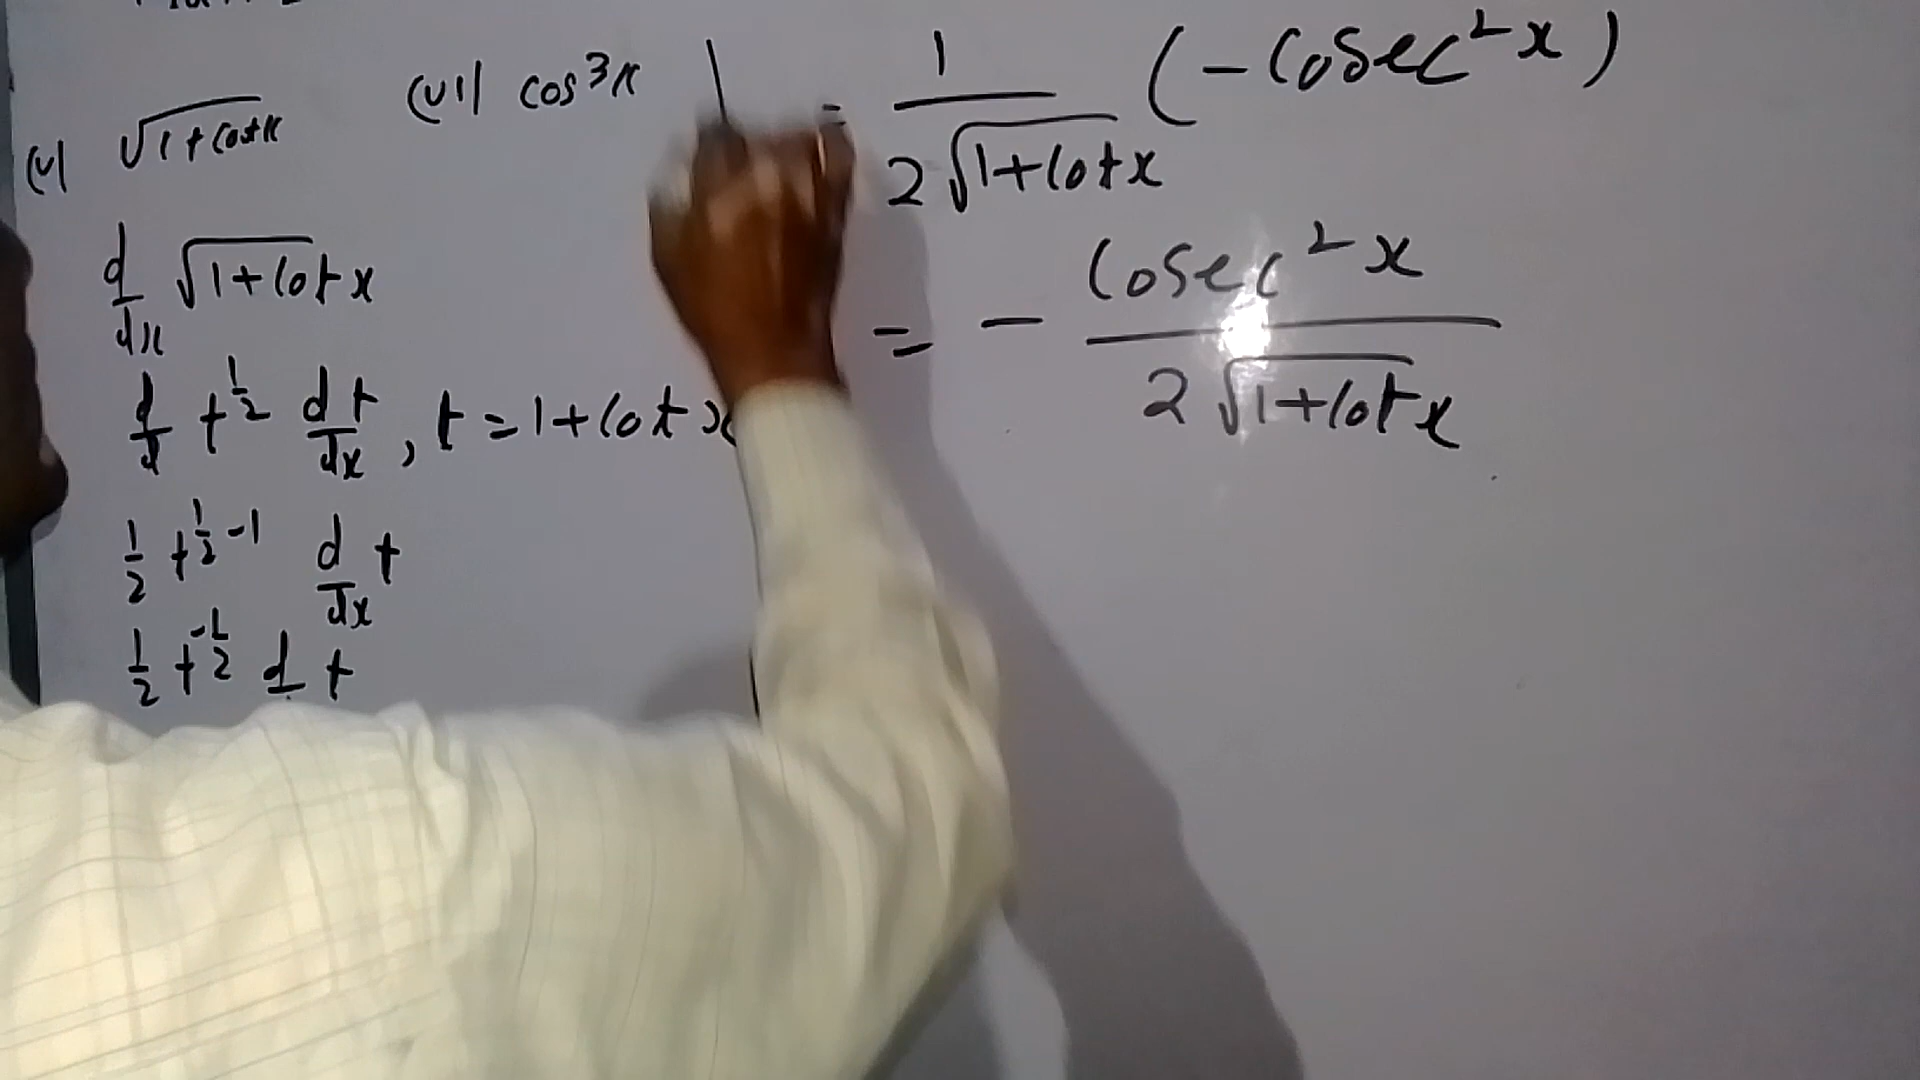 (v) √1+cotx (vi) cos³x
d/dx √1+cotx
d/d t^1/2 dt/dx, t=1+cotx
1/2 t^1/2-1 d/dx t
1/2 t^-1/2 d t
= 1/2√1+cotx (-cosec²x)
= - cosec²x/2√1+cotx